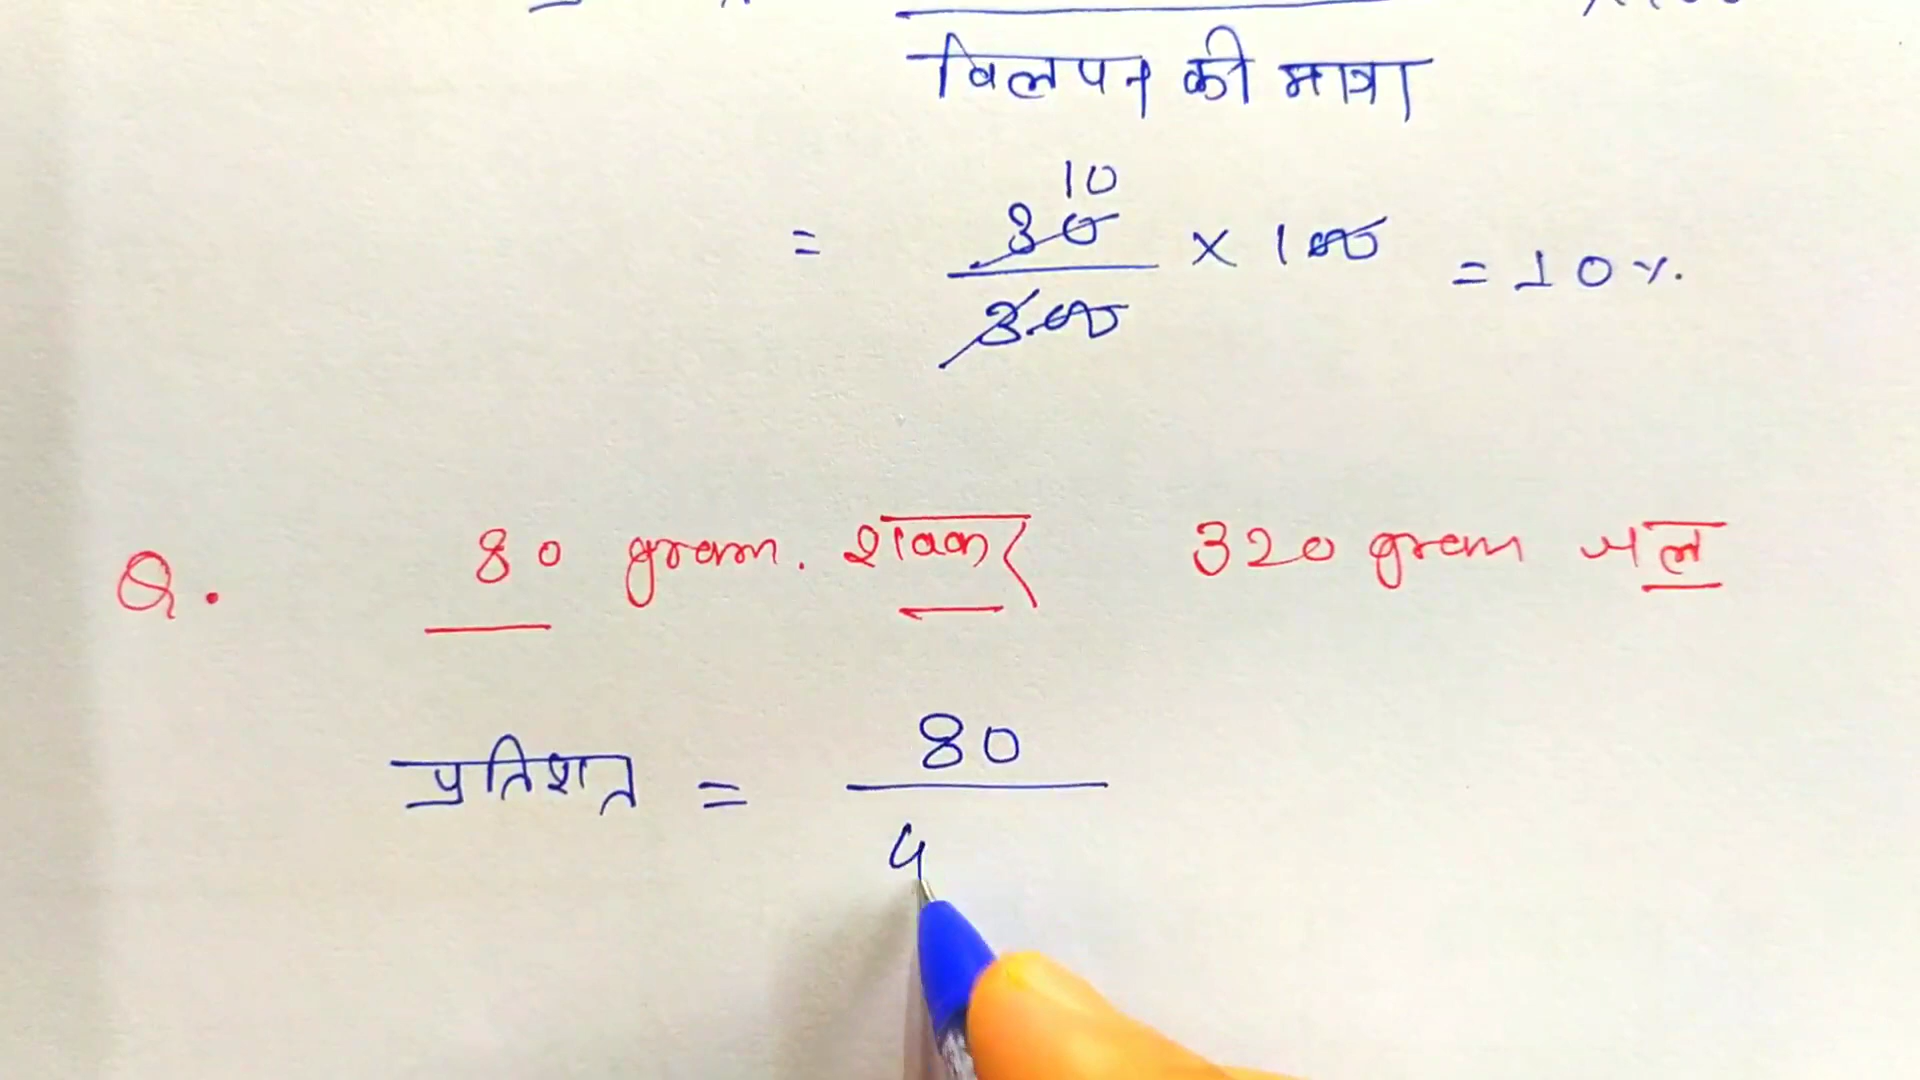 विलयन की मात्रा
10
= 30 / 300 × 100 = 10 %
Q. 80 gram. शक्कर 320 gram जल
प्रतिशत = 80
4